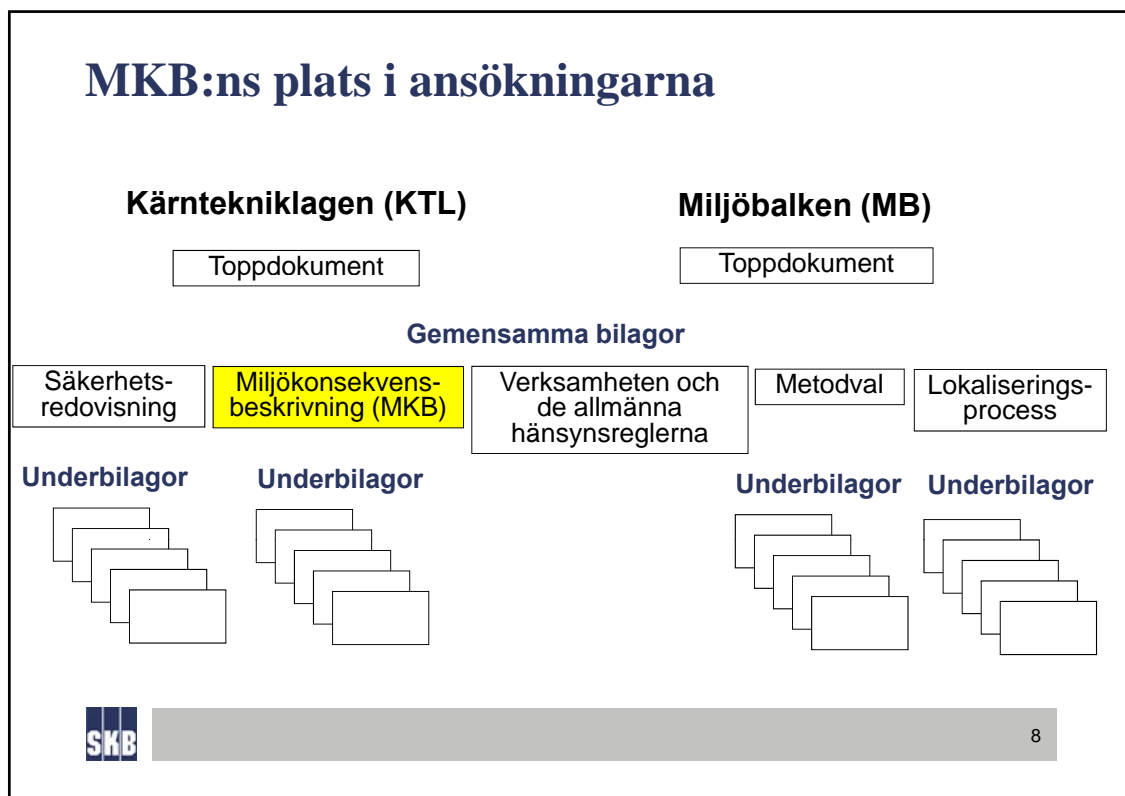 MKB:ns plats i ansökningarna
Kärntekniklagen (KTL)
Miljöbalken (MB)
Toppdokument
Toppdokument
Gemensamma bilagor
Säkerhets-
redovisning
Miljökonsekvens-
beskrivning (MKB)
Verksamheten och
de allmänna
hänsynsreglerna
Metodval
Lokaliserings-
process
Underbilagor
Underbilagor
Underbilagor
Underbilagor
SKB
8